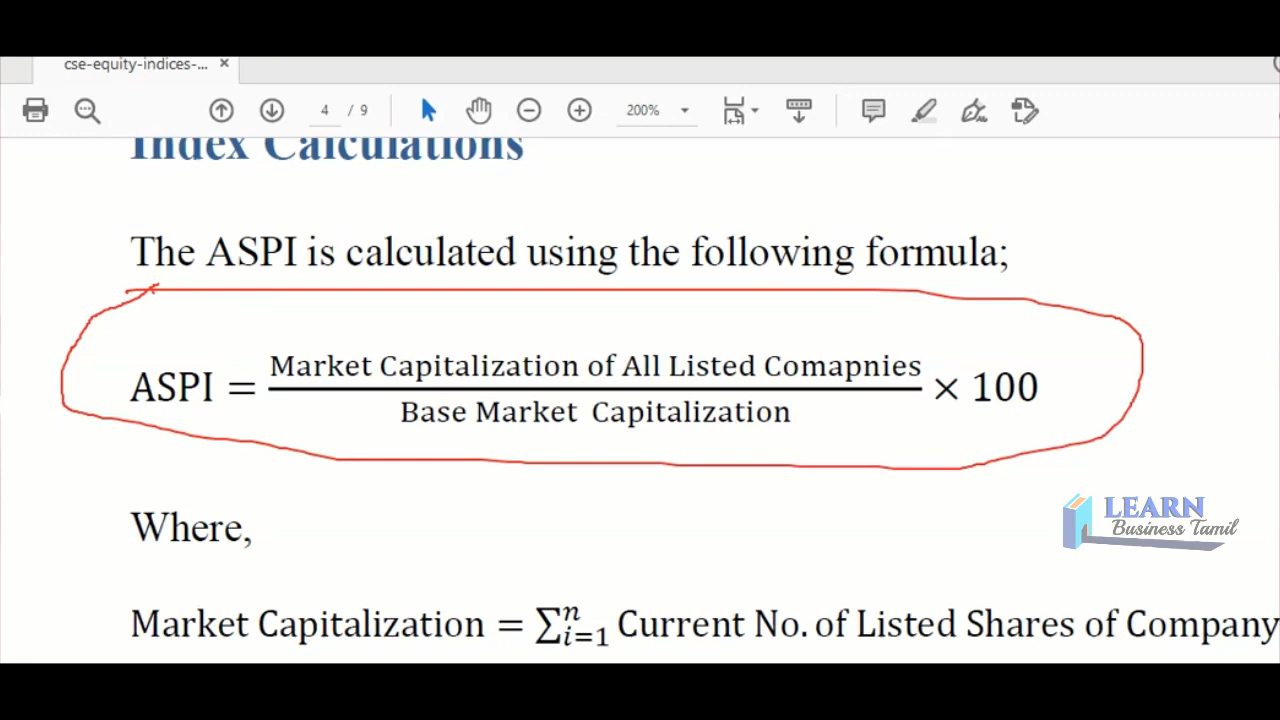 cse-equity-indices-... ×
4 / 9 200%
Index Calculations
The ASPI is calculated using the following formula;
ASPI = Market Capitalization of All Listed Comapnies / Base Market Capitalization × 100
LEARN
Business Tamil
Where,
Market Capitalization = ∑ⁿᵢ₌₁ Current No. of Listed Shares of Company